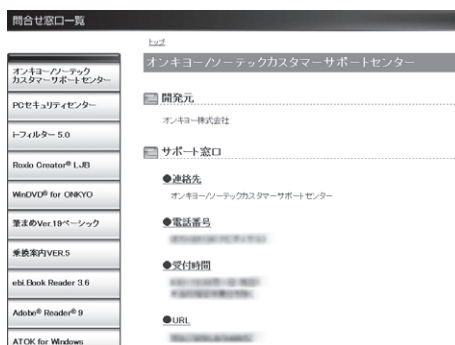 問合せ窓口一覧
トップ
オンキヨー/ソーテックカスタマーサポートセンター
オンキヨー/ソーテック
カスタマーサポートセンター
PCセキュリティセンター
i-フィルター 5.0
Roxio Creator® LJB
WinDVD® for ONKYO
筆まめVer.19ベーシック
乗換案内VER.5
ebi.Book Reader 3.6
Adobe® Reader® 9
ATOK for Windows
開発元
オンキヨー株式会社
サポート窓口
●連絡先
オンキヨー/ソーテックカスタマーサポートセンター
●電話番号
●受付時間
●URL